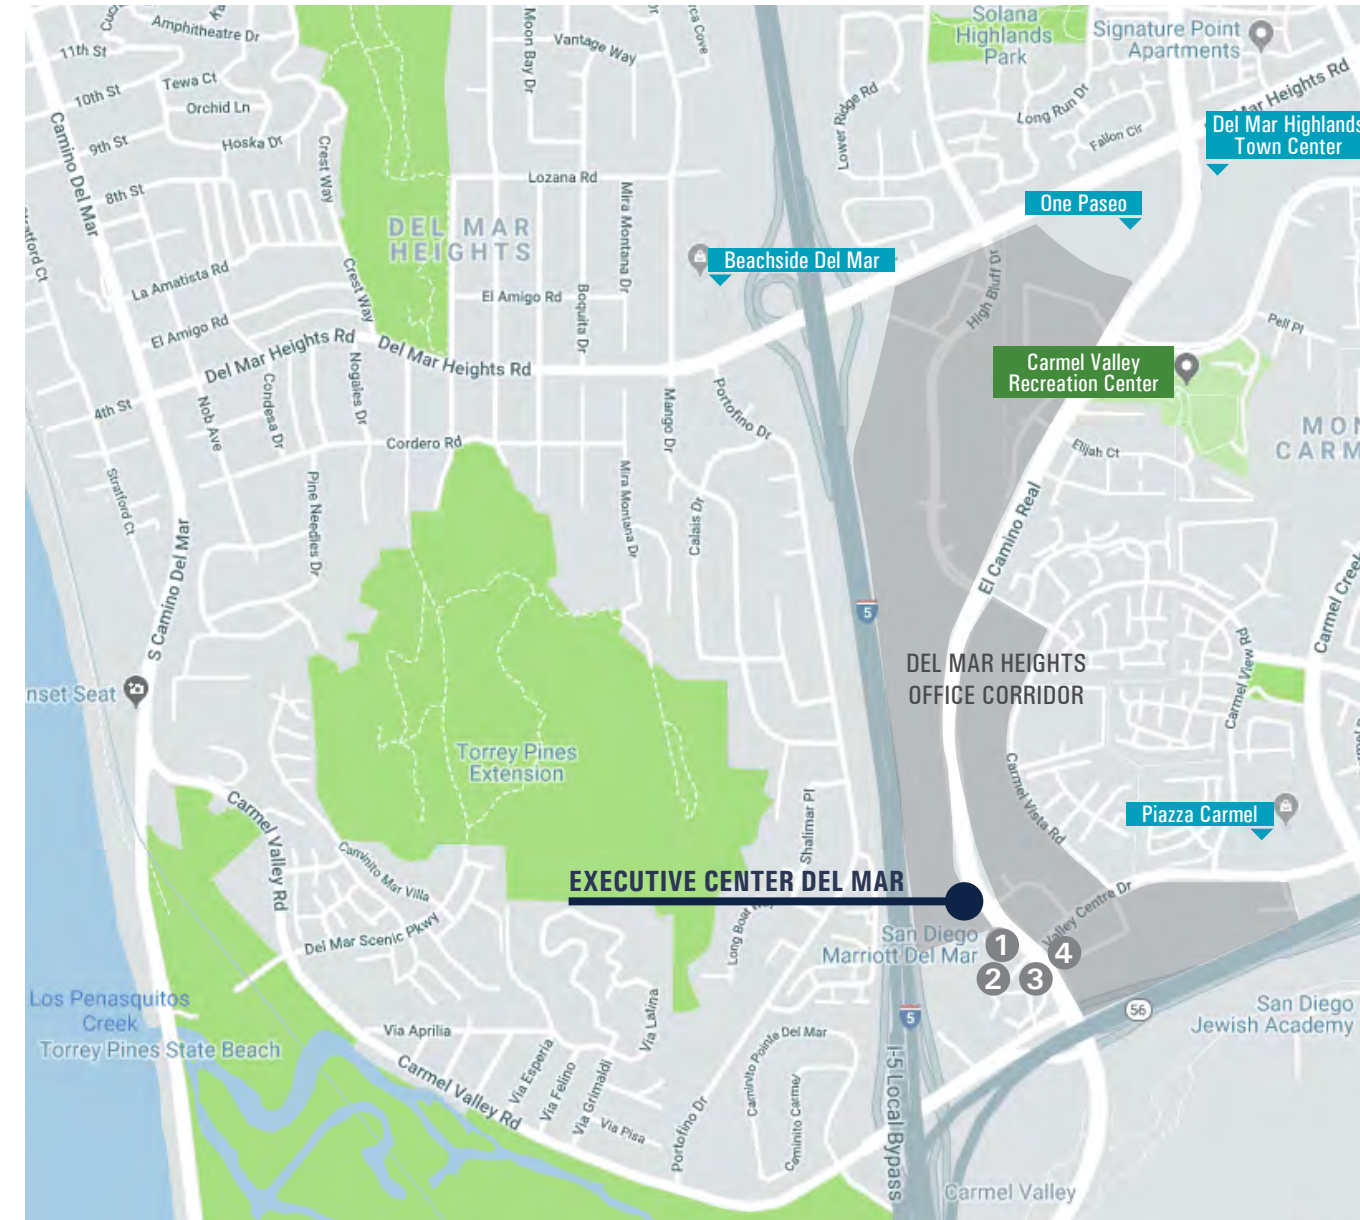 Amphitheatre Dr
11th St
Tewa Ct
10th St
Orchid Ln
Hoska Dr
9th St
8th St
Camino Del Mar
Crest Way
Moon Bay Dr
Vantage Way
Lozana Rd
Mira Montana Dr
DEL MAR
HEIGHTS
Solana
Highlands
Park
Signature Point
Apartments
Lower Ridge Rd
Long Run Dr
Fallon Cir
Mar Heights Rd
Del Mar Highlands
Town Center
One Paseo
Beachside Del Mar
High Bluff Dr
Pell Pl
Carmel Valley
Recreation Center
La Amatista Rd
Crest Way
El Amigo Rd
El Amigo Rd
Boquita Dr
Del Mar Heights Rd
Del Mar Heights Rd
4th St
Nob Ave
Condesa Dr
Nogales Dr
Cordero Rd
Mango Dr
Portofino Dr
Elijah Ct
Stratford Ct
Pine Needles Dr
Mira Montana Dr
Calais Dr
S Camino Del Mar
El Camino Real
5
Carmel Creek
Carmel View Rd
DEL MAR HEIGHTS
OFFICE CORRIDOR
nset Seat
Torrey Pines
Extension
Carmel Vista Rd
Piazza Carmel
Carmel Valley Rd
Caminito Mar Villa
Shalimar Pl
EXECUTIVE CENTER DEL MAR
Valley Centre Dr
Del Mar Scenic Pkwy
San Diego
Marriott Del Mar
1
2
3
4
Los Penasquitos
Creek
Torrey Pines State Beach
Via Aprilia
Via Latina
Via Esperia
Via Felino
Via Grimaldi
Via Pisa
Carmel Valley Rd
Portofino Dr
Caminito Pointe Del Mar
5
56
San Diego
Jewish Academy
I-5 Local Bypass
Carmel Valley